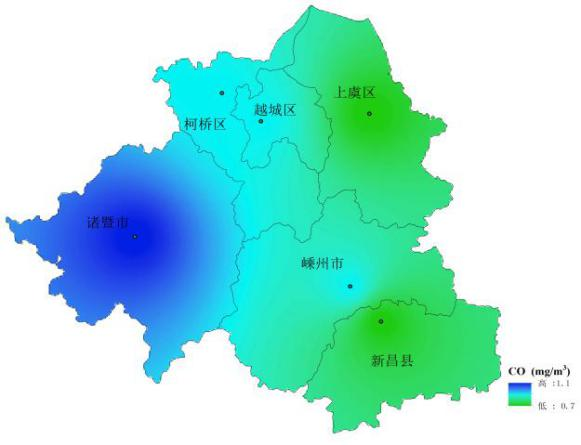 上虞区
越城区
柯桥区
诸暨市
嵊州市
新昌县
CO (mg/m³)
高 :1.1
低 : 0.7